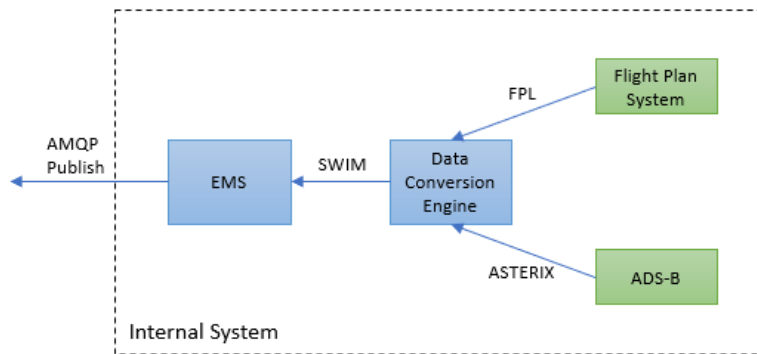 Flight Plan
System
FPL
AMQP
Publish
EMS
SWIM
Data
Conversion
Engine
ASTERIX
ADS-B
Internal System